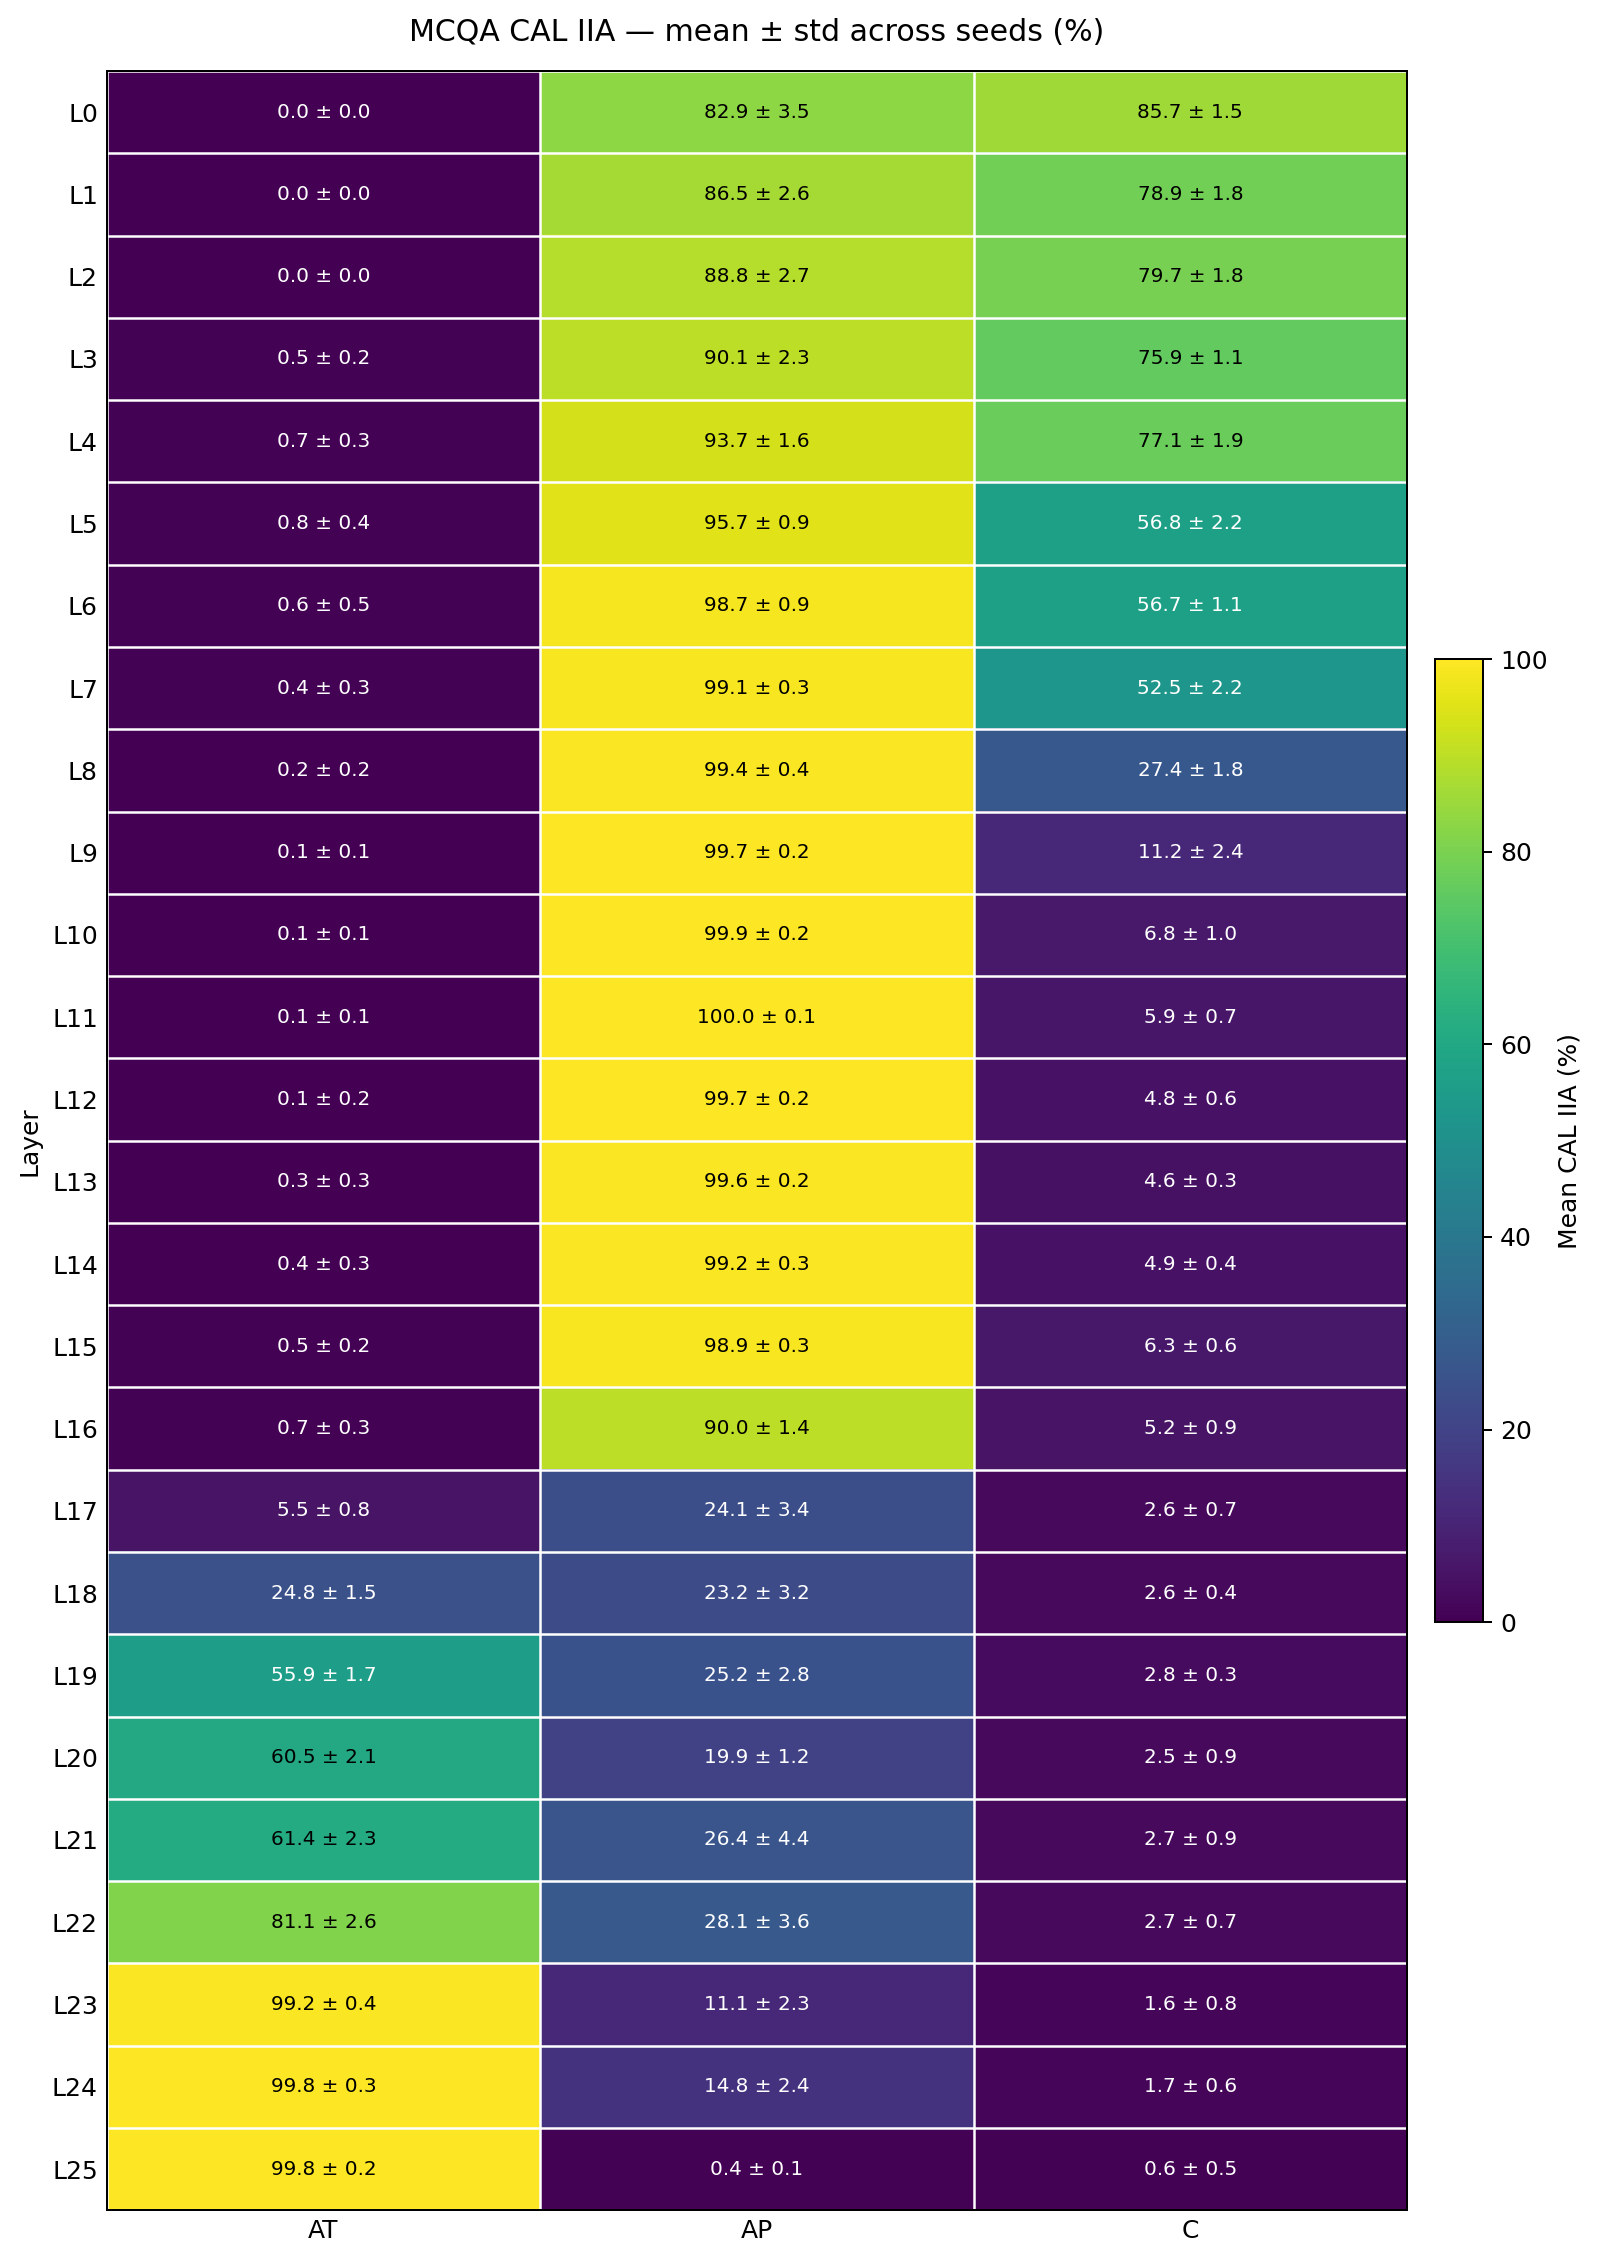 MCQA CAL IIA — mean ± std across seeds (%)
L0 0.0 ± 0.0 82.9 ± 3.5 85.7 ± 1.5
L1 0.0 ± 0.0 86.5 ± 2.6 78.9 ± 1.8
L2 0.0 ± 0.0 88.8 ± 2.7 79.7 ± 1.8
L3 0.5 ± 0.2 90.1 ± 2.3 75.9 ± 1.1
L4 0.7 ± 0.3 93.7 ± 1.6 77.1 ± 1.9
L5 0.8 ± 0.4 95.7 ± 0.9 56.8 ± 2.2
L6 0.6 ± 0.5 98.7 ± 0.9 56.7 ± 1.1
L7 0.4 ± 0.3 99.1 ± 0.3 52.5 ± 2.2
L8 0.2 ± 0.2 99.4 ± 0.4 27.4 ± 1.8
L9 0.1 ± 0.1 99.7 ± 0.2 11.2 ± 2.4
L10 0.1 ± 0.1 99.9 ± 0.2 6.8 ± 1.0
L11 0.1 ± 0.1 100.0 ± 0.1 5.9 ± 0.7
L12 0.1 ± 0.2 99.7 ± 0.2 4.8 ± 0.6
L13 0.3 ± 0.3 99.6 ± 0.2 4.6 ± 0.3
L14 0.4 ± 0.3 99.2 ± 0.3 4.9 ± 0.4
L15 0.5 ± 0.2 98.9 ± 0.3 6.3 ± 0.6
L16 0.7 ± 0.3 90.0 ± 1.4 5.2 ± 0.9
L17 5.5 ± 0.8 24.1 ± 3.4 2.6 ± 0.7
L18 24.8 ± 1.5 23.2 ± 3.2 2.6 ± 0.4
L19 55.9 ± 1.7 25.2 ± 2.8 2.8 ± 0.3
L20 60.5 ± 2.1 19.9 ± 1.2 2.5 ± 0.9
L21 61.4 ± 2.3 26.4 ± 4.4 2.7 ± 0.9
L22 81.1 ± 2.6 28.1 ± 3.6 2.7 ± 0.7
L23 99.2 ± 0.4 11.1 ± 2.3 1.6 ± 0.8
L24 99.8 ± 0.3 14.8 ± 2.4 1.7 ± 0.6
L25 99.8 ± 0.2 0.4 ± 0.1 0.6 ± 0.5
AT AP C
Layer
100
80
60
40
20
0
Mean CAL IIA (%)